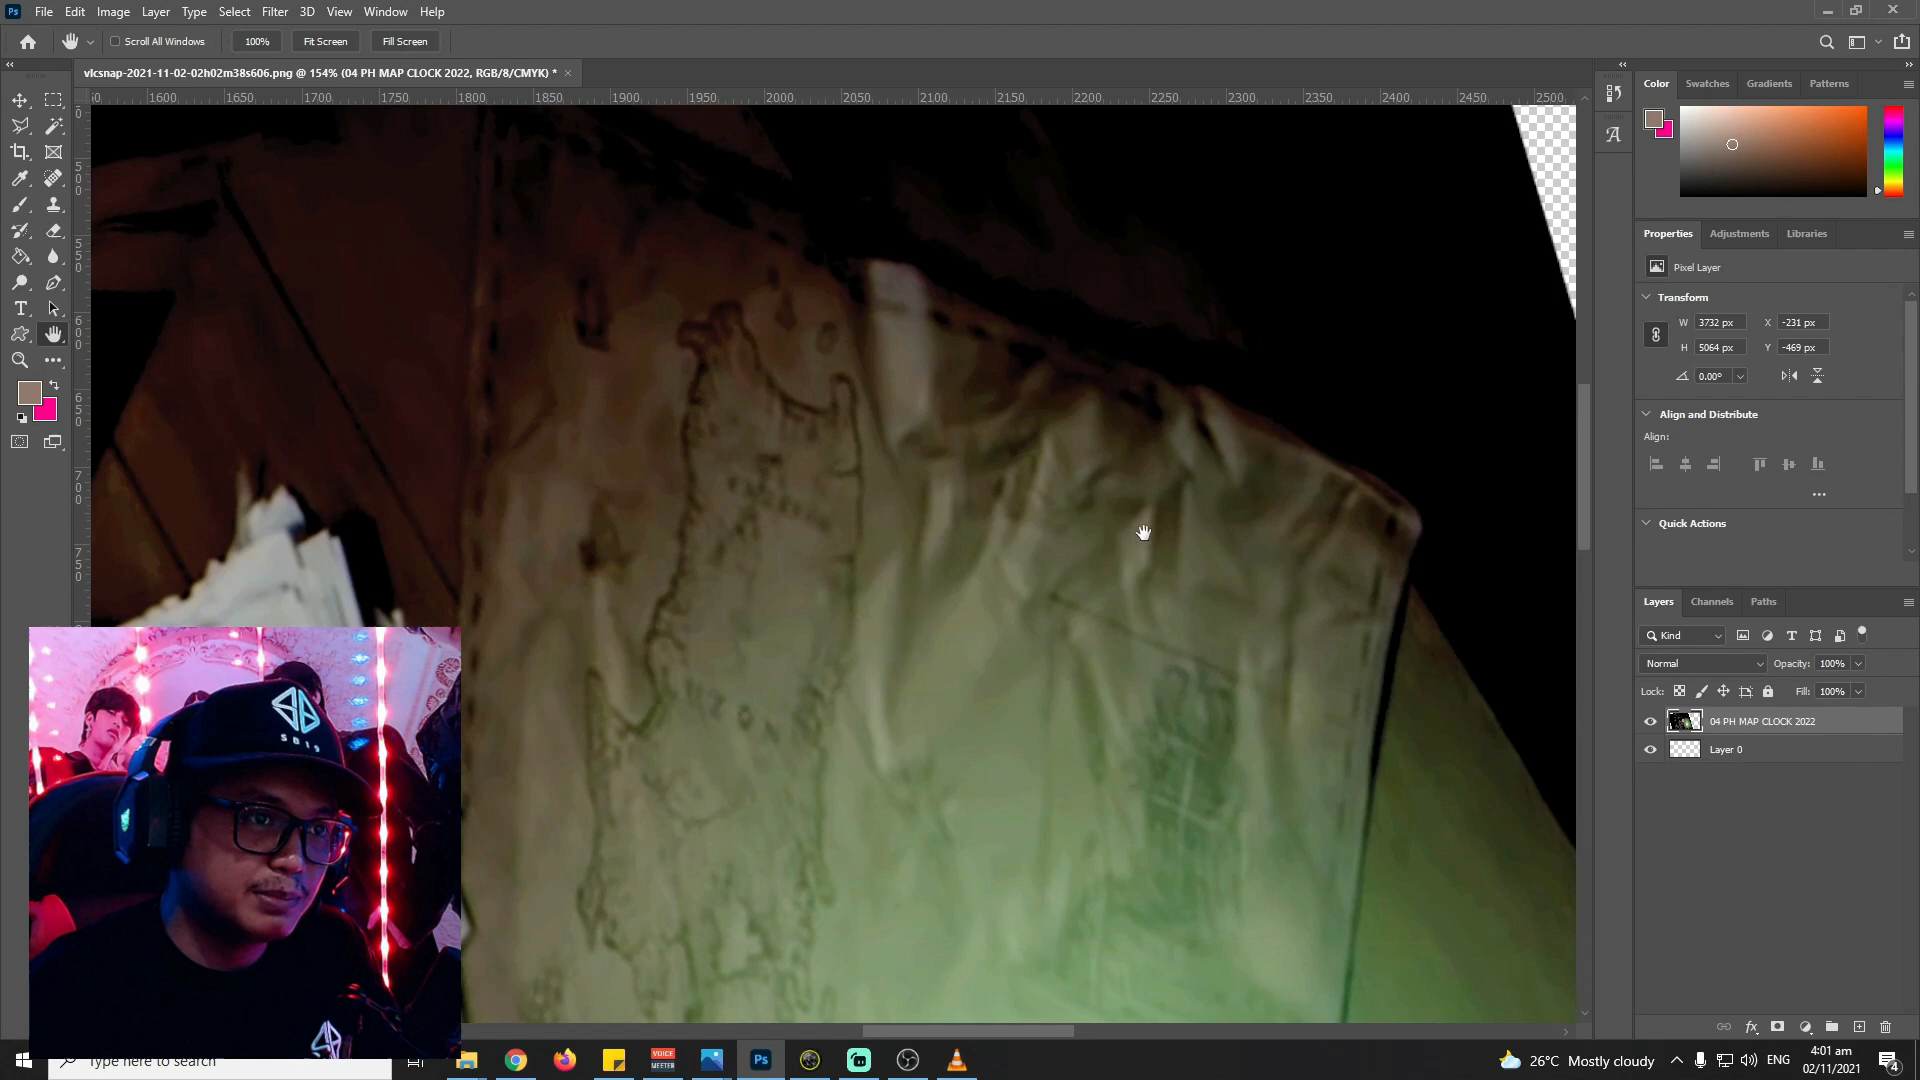 File Edit Image Layer Type Select Filter 3D View Window Help
Scroll All Windows 100% Fit Screen Fill Screen
vlcsnap-2021-11-02-02h02m38s606.png @ 154% (04 PH MAP CLOCK 2022, RGB/8/CMYK) * ×
1600 1650 1700 1750 1800 1850 1900 1950 2000 2050 2100 2150 2200 2250 2300 2350 2400 2450 2500
Color Swatches Gradients Patterns
Properties Adjustments Libraries
Pixel Layer
Transform
W 3732 px X -231 px
H 5064 px Y -469 px
0.00°
Align and Distribute
Align:
Quick Actions
Layers Channels Paths
Kind
Normal Opacity: 100%
Lock: Fill: 100%
04 PH MAP CLOCK 2022
Layer 0
SB19
Type here to search
VOICE MEETER
Ps
26°C Mostly cloudy ENG 4:01 am
02/11/2021
4